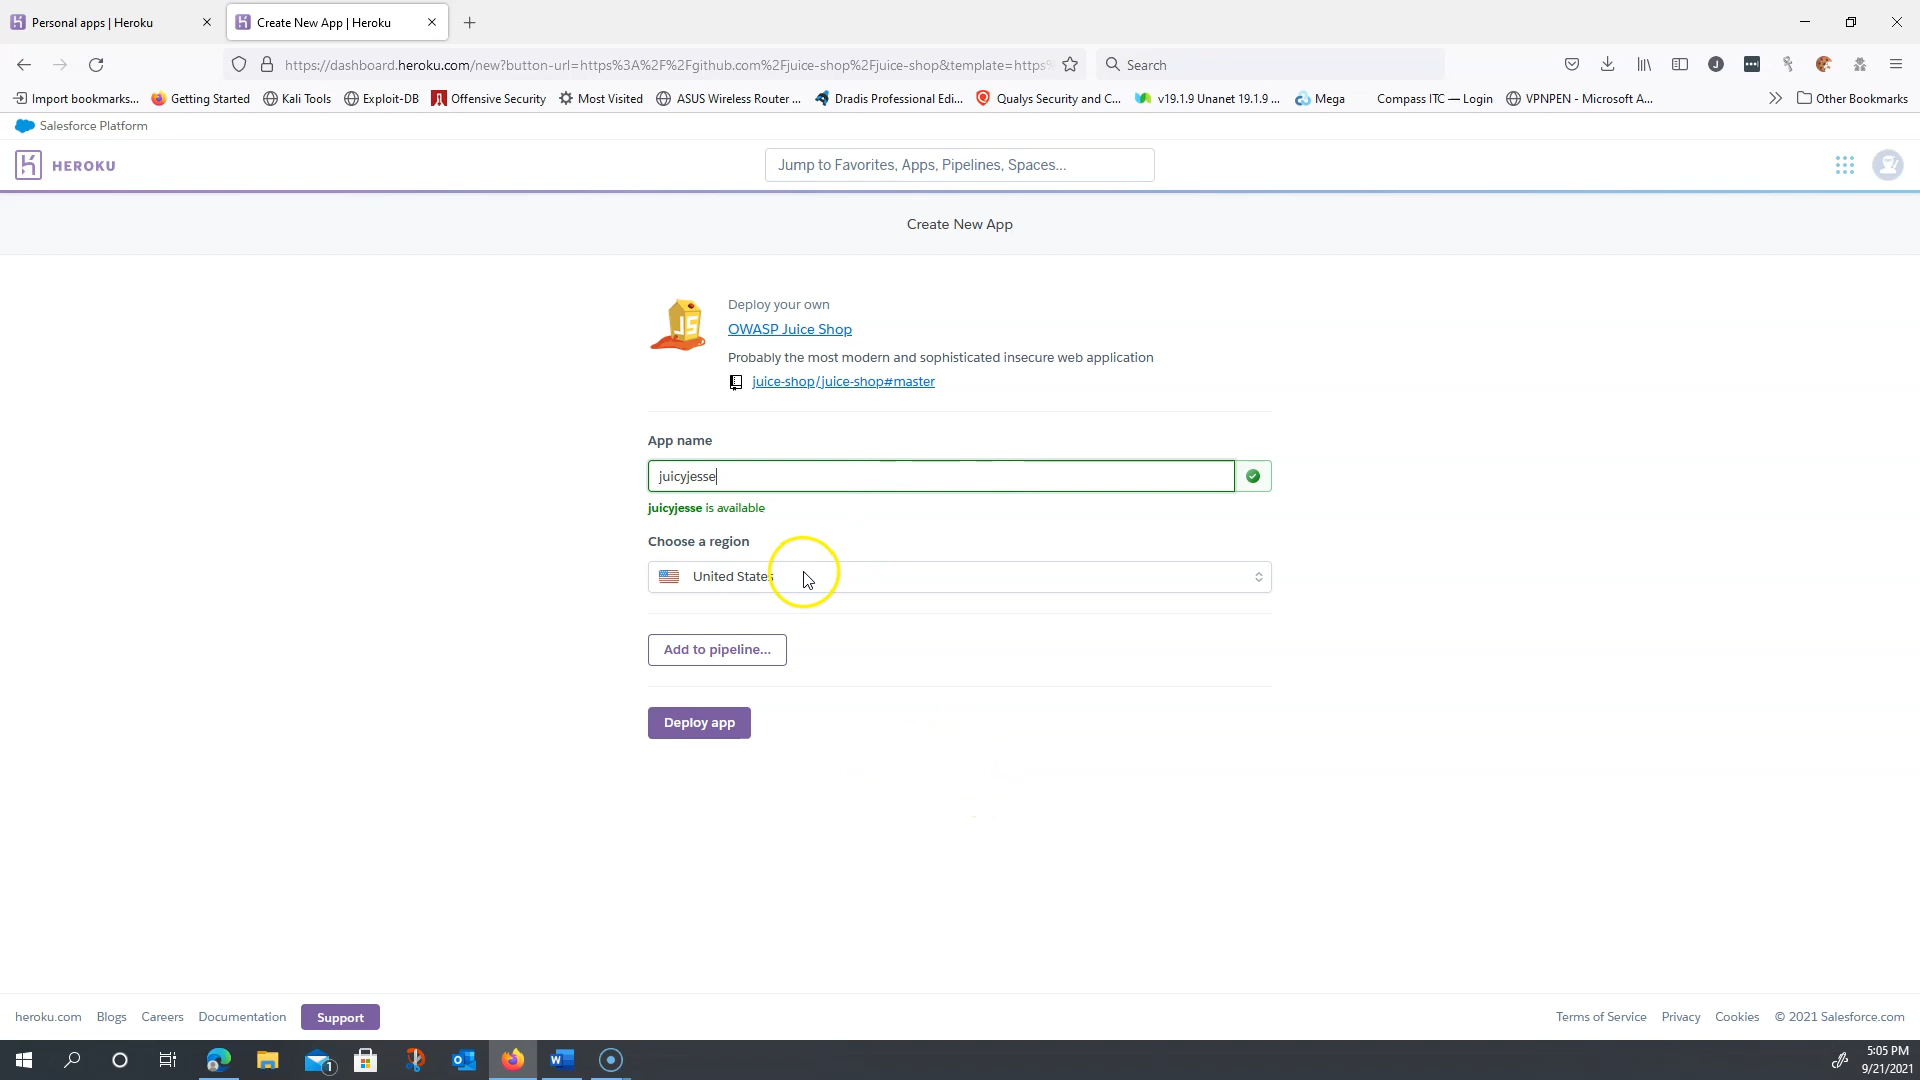 Personal apps | Heroku
Create New App | Heroku
https://dashboard.heroku.com/new?button-url=https%3A%2F%2Fgithub.com%2Fjuice-shop%2Fjuice-shop&template=https%
Search
Import bookmarks...
Getting Started
Kali Tools
Exploit-DB
Offensive Security
Most Visited
ASUS Wireless Router ...
Dradis Professional Edi...
Qualys Security and C...
v19.1.9 Unanet 19.1.9 ...
Mega
Compass ITC — Login
VPNPEN - Microsoft A...
Other Bookmarks
Salesforce Platform
HEROKU
Jump to Favorites, Apps, Pipelines, Spaces...
Create New App
JS
Deploy your own
OWASP Juice Shop
Probably the most modern and sophisticated insecure web application
juice-shop/juice-shop#master
App name
juicyjesse
juicyjesse is available
Choose a region
United States
Add to pipeline...
Deploy app
heroku.com
Blogs
Careers
Documentation
Support
Terms of Service
Privacy
Cookies
© 2021 Salesforce.com
1
5:05 PM
9/21/2021